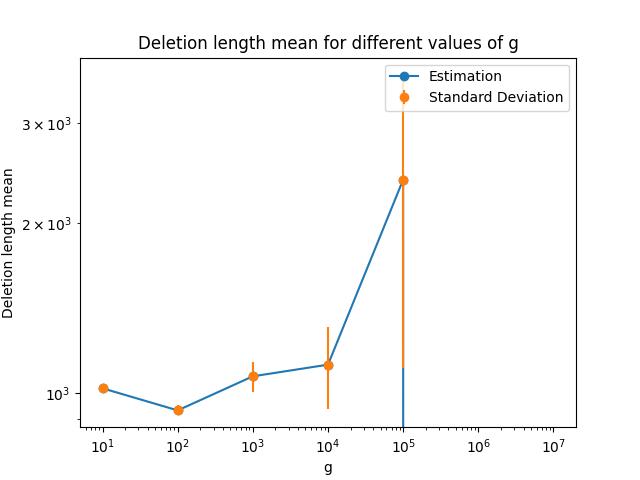 Deletion length mean for different values of g
Estimation
Standard Deviation
3 × 10³
2 × 10³
10³
Deletion length mean
10¹ 10² 10³ 10⁴ 10⁵ 10⁶ 10⁷
g